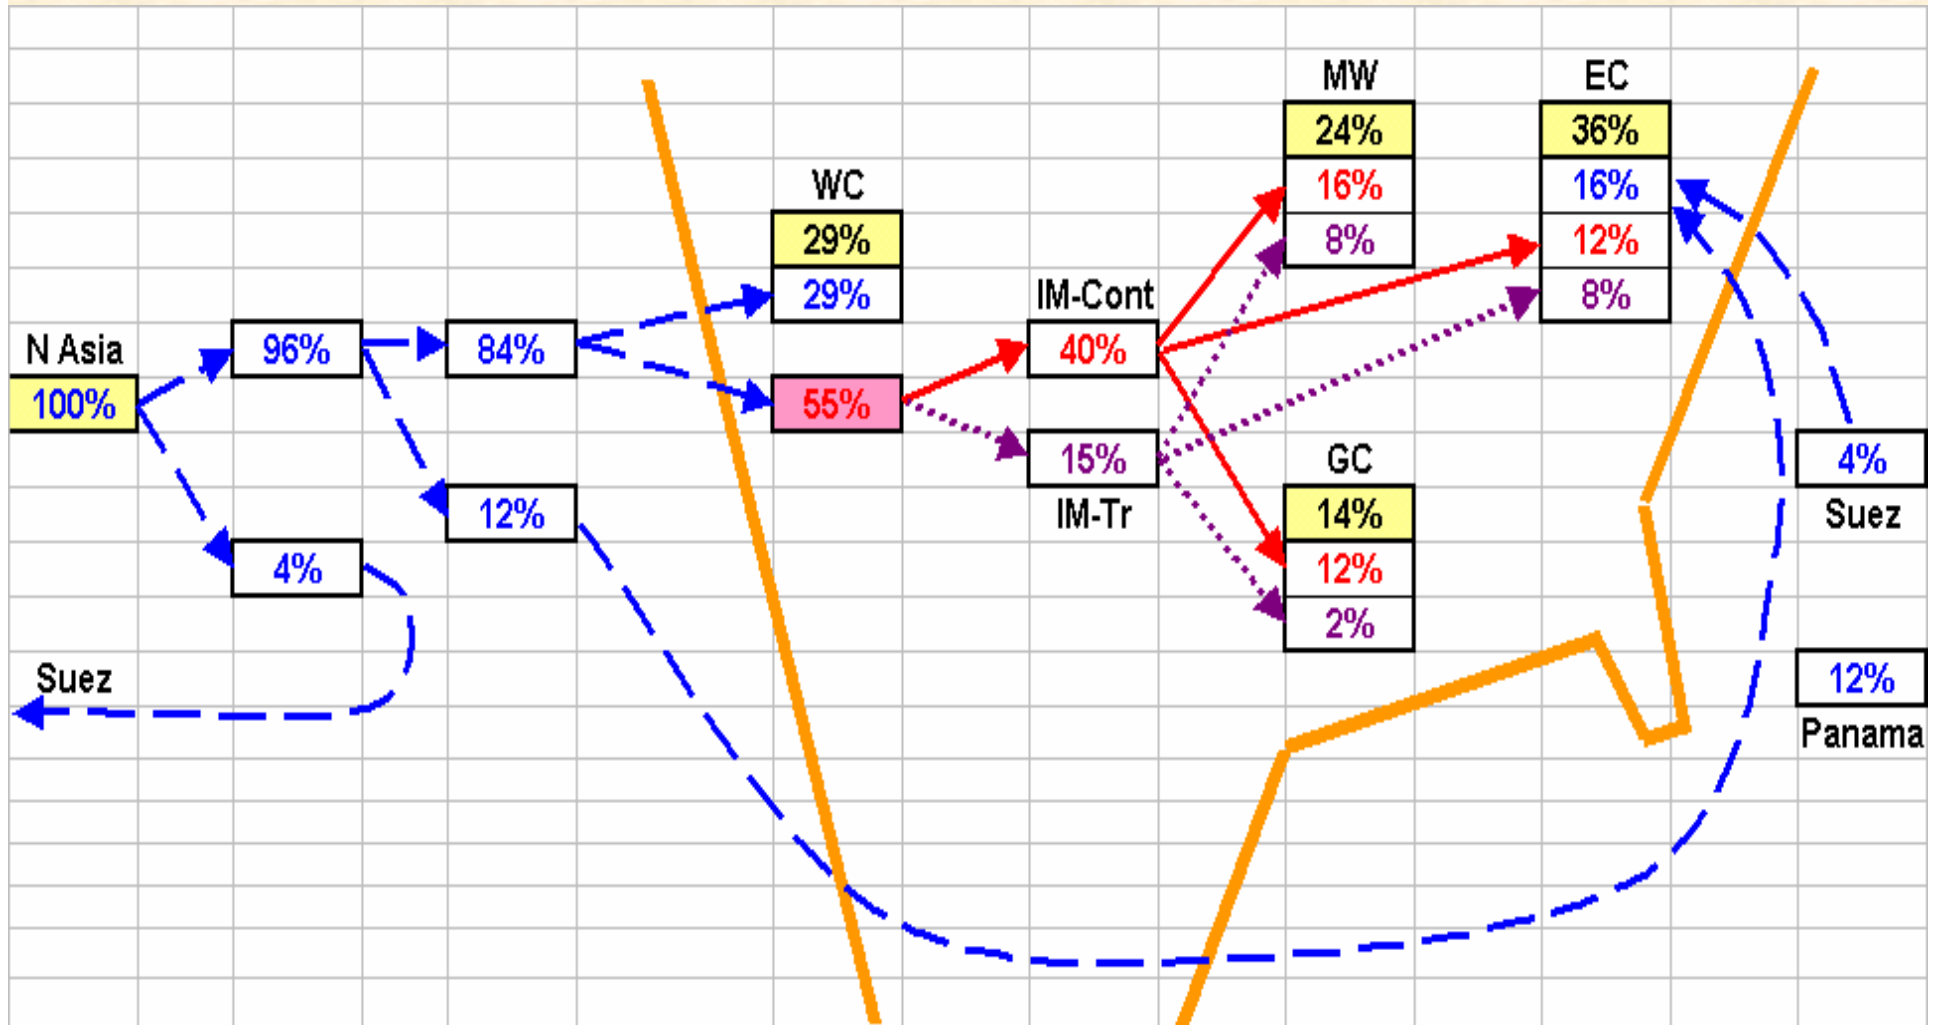 MW
EC
24%
36%
16%
16%
WC
8%
12%
29%
29%
IM-Cont
8%
N Asia
96%
84%
40%
100%
55%
15%
GC
4%
IM-Tr
14%
Suez
12%
4%
12%
2%
Suez
12%
Panama